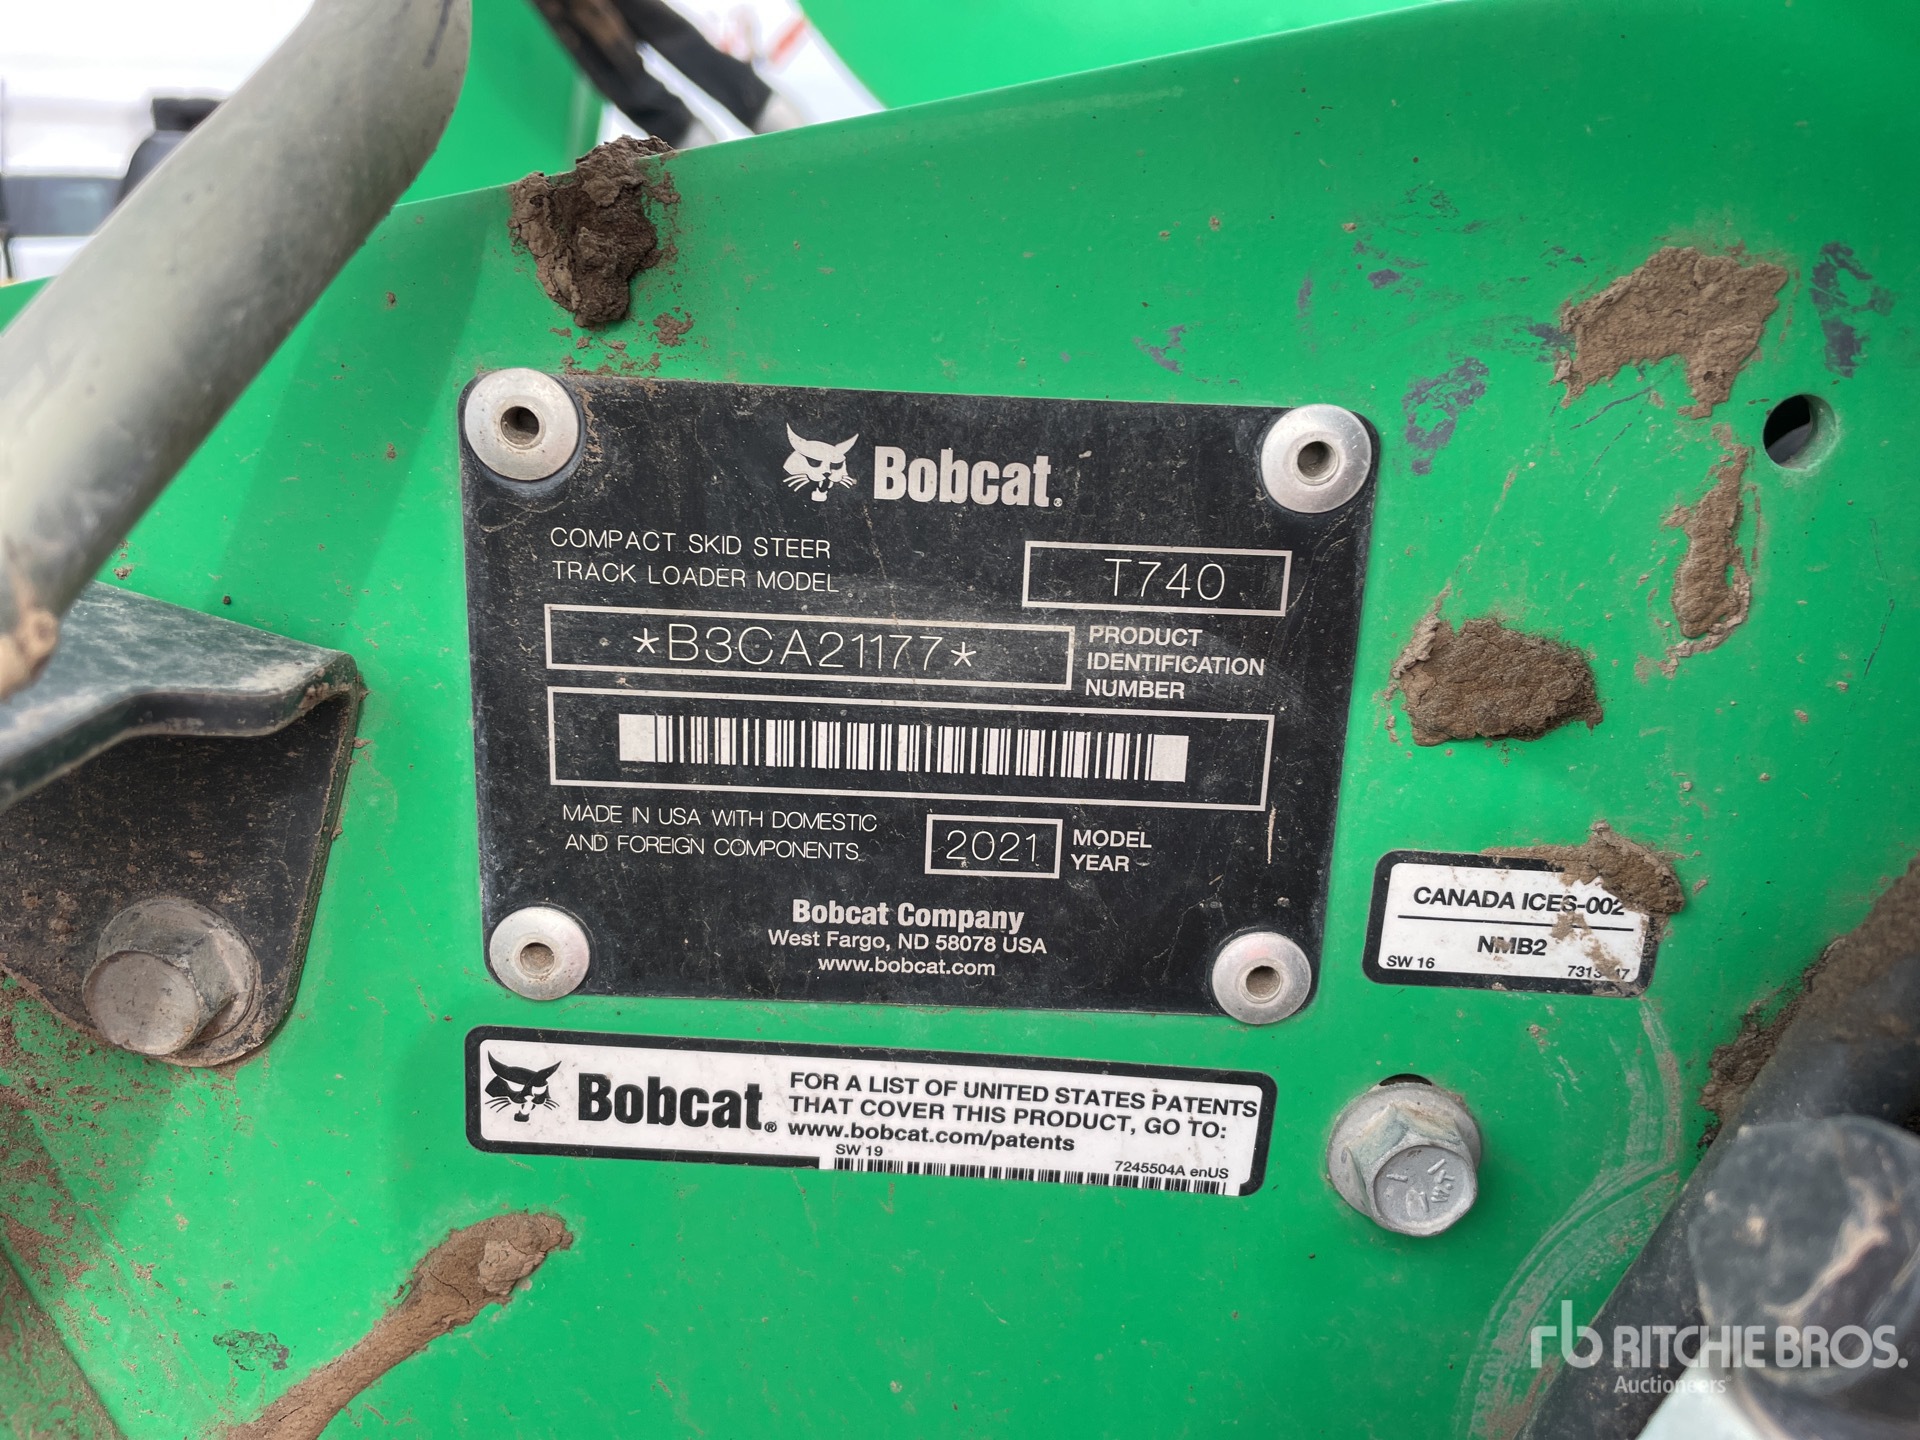 Bobcat®
COMPACT SKID STEER
TRACK LOADER MODEL
T740
*B3CA21177*
PRODUCT
IDENTIFICATION
NUMBER
MADE IN USA WITH DOMESTIC
AND FOREIGN COMPONENTS
2021
MODEL
YEAR
Bobcat Company
West Fargo, ND 58078 USA
www.bobcat.com
CANADA ICES-002
NMB2
SW 16
Bobcat®
FOR A LIST OF UNITED STATES PATENTS
THAT COVER THIS PRODUCT, GO TO:
www.bobcat.com/patents
SW 19
7245504A enUS
rb RITCHIE BROS.
Auctioneers